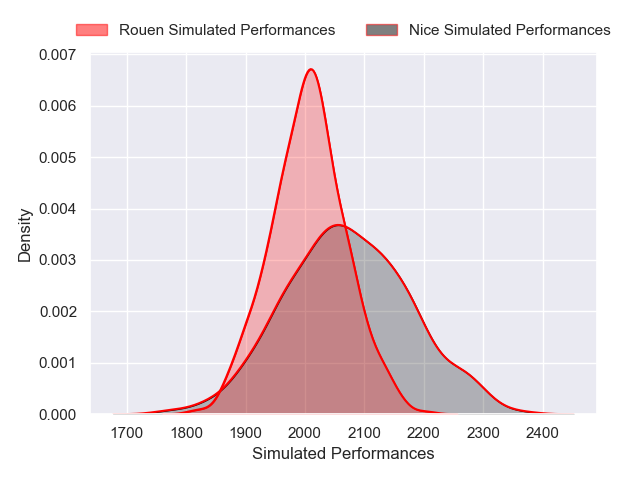 Rouen Simulated Performances Nice Simulated Performances
0.007
0.006
0.005
0.004
0.003
0.002
0.001
0.000
Density
1700 1800 1900 2000 2100 2200 2300 2400
Simulated Performances